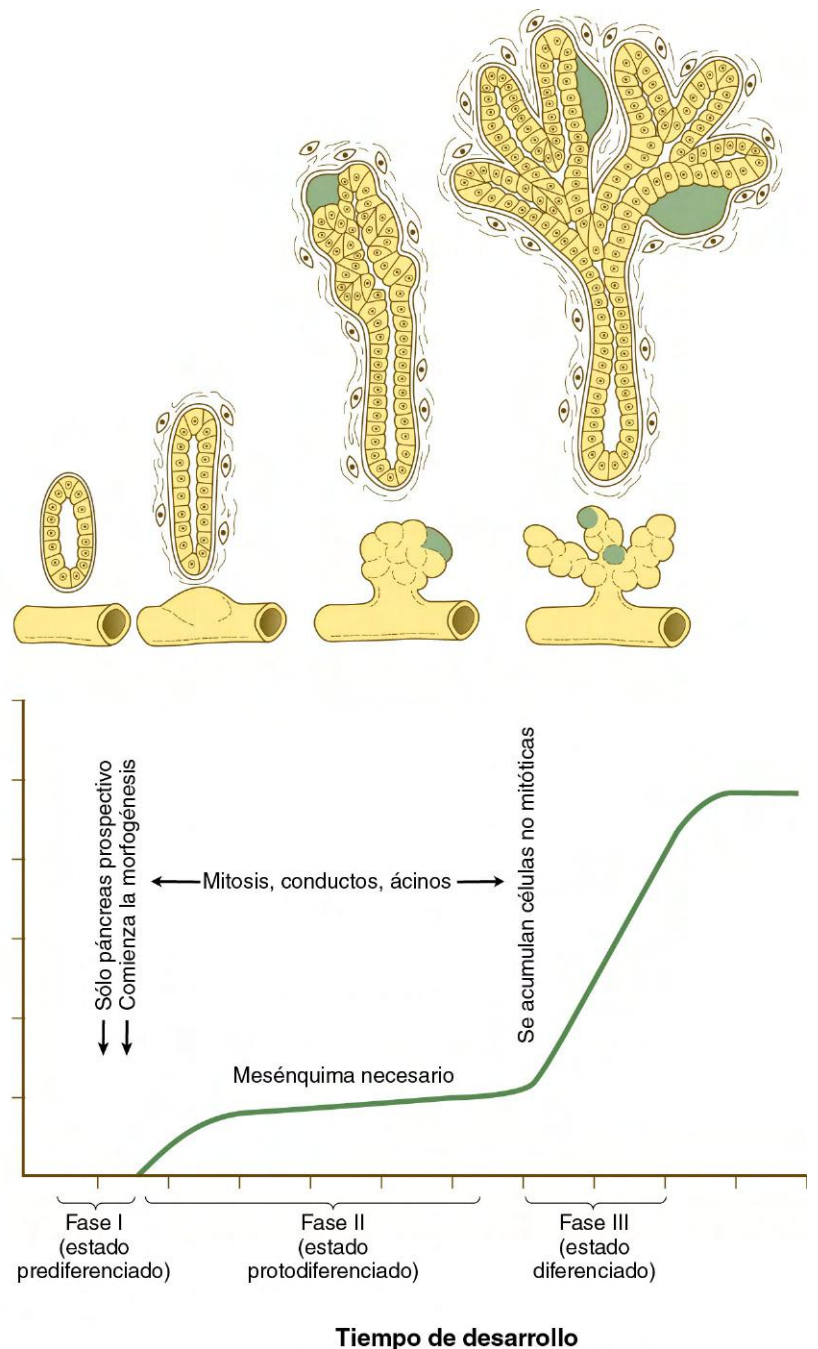 Sólo páncreas prospectivo
Comienza la morfogénesis
Mitosis, conductos, ácinos
Se acumulan células no mitóticas
Mesénquima necesario
Fase I
(estado
prediferenciado)
Fase II
(estado
protodiferenciado)
Fase III
(estado
diferenciado)
Tiempo de desarrollo